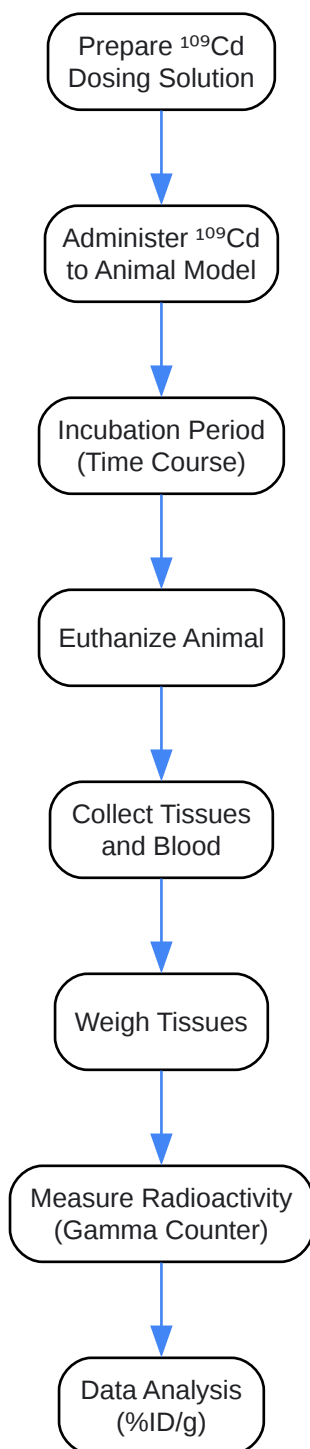 Prepare ¹⁰⁹Cd
Dosing Solution
Administer ¹⁰⁹Cd
to Animal Model
Incubation Period
(Time Course)
Euthanize Animal
Collect Tissues
and Blood
Weigh Tissues
Measure Radioactivity
(Gamma Counter)
Data Analysis
(%ID/g)